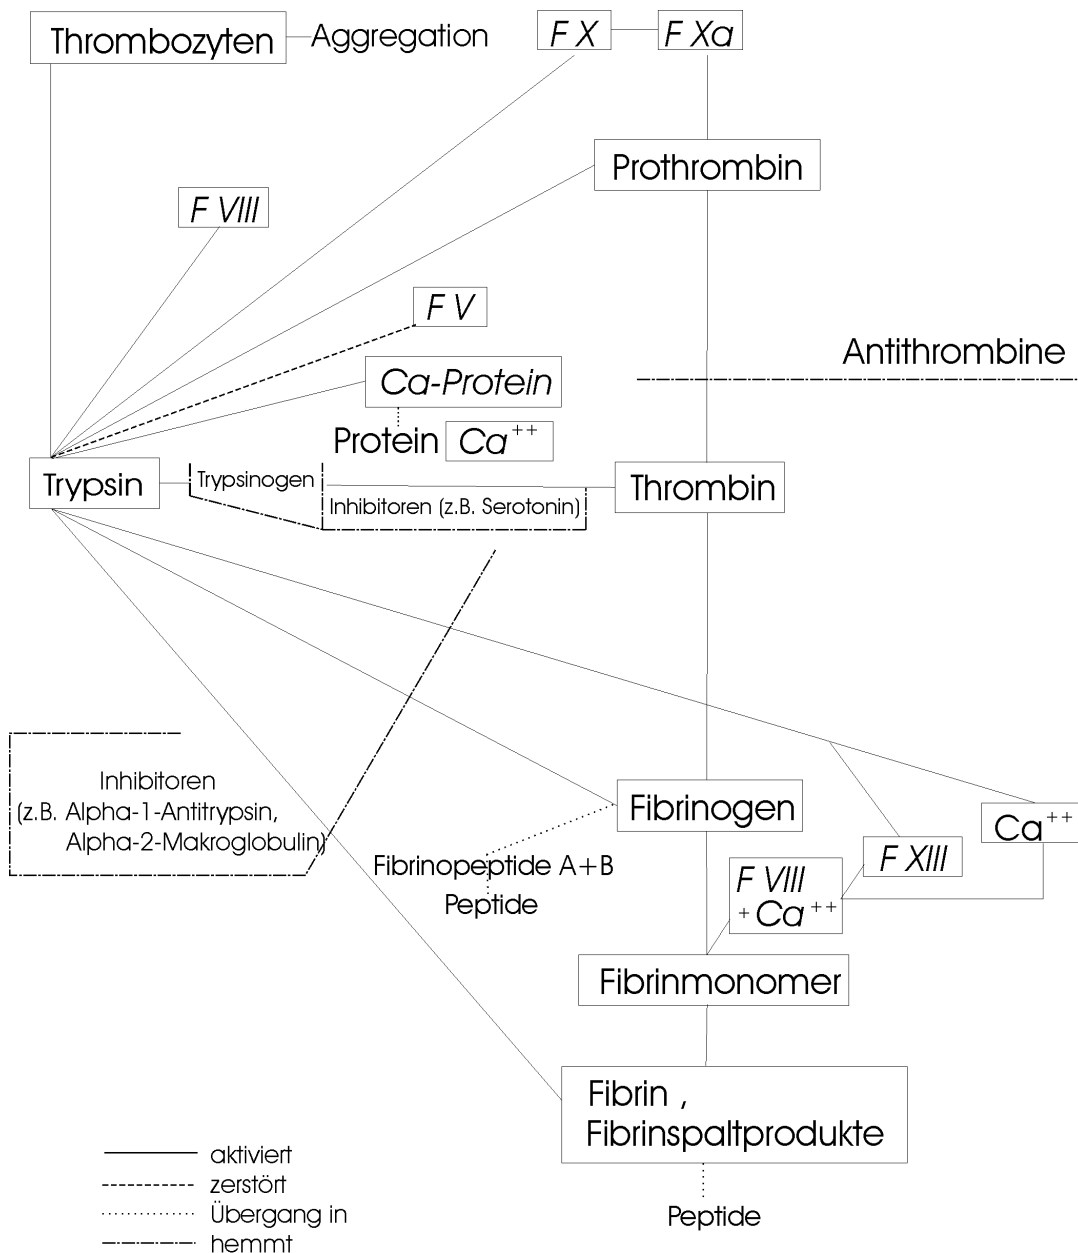 Thrombozyten
Aggregation
F X
F Xa
Prothrombin
F VIII
F V
Antithrombine
Ca-Protein
Protein
Ca++
Trypsin
Trypsinogen
Inhibitoren (z.B. Serotonin)
Thrombin
Inhibitoren
(z.B. Alpha-1-Antitrypsin,
Alpha-2-Makroglobulin)
Fibrinogen
Ca++
Fibrinopeptide A+B
Peptide
F XIII
F VIII
+Ca++
Fibrinmonomer
Fibrin ,
Fibrinspaltprodukte
Peptide
aktiviert
zerstört
Übergang in
hemmt